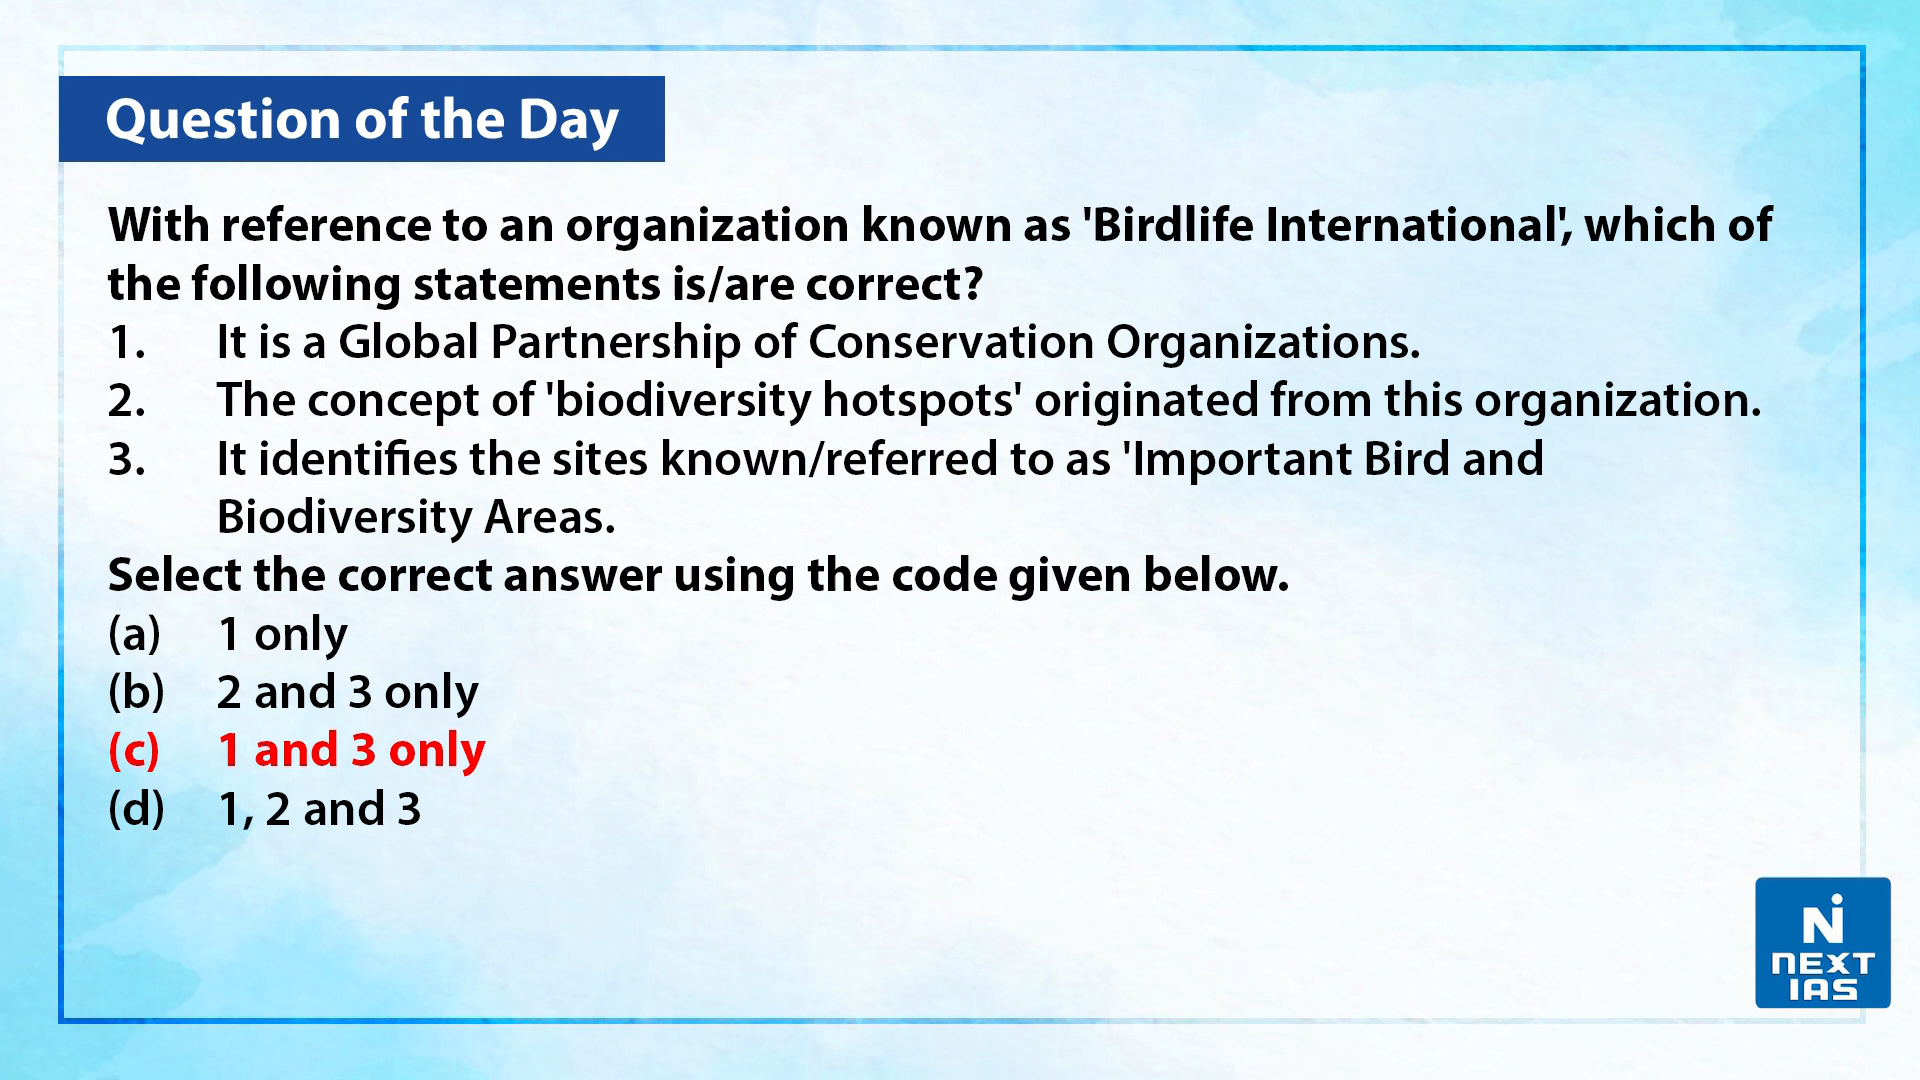 Question of the Day
With reference to an organization known as 'Birdlife International', which of
the following statements is/are correct?
1. It is a Global Partnership of Conservation Organizations.
2. The concept of 'biodiversity hotspots' originated from this organization.
3. It identifies the sites known/referred to as 'Important Bird and
Biodiversity Areas.
Select the correct answer using the code given below.
(a) 1 only
(b) 2 and 3 only
(c) 1 and 3 only
(d) 1, 2 and 3
N
NEXT
IAS